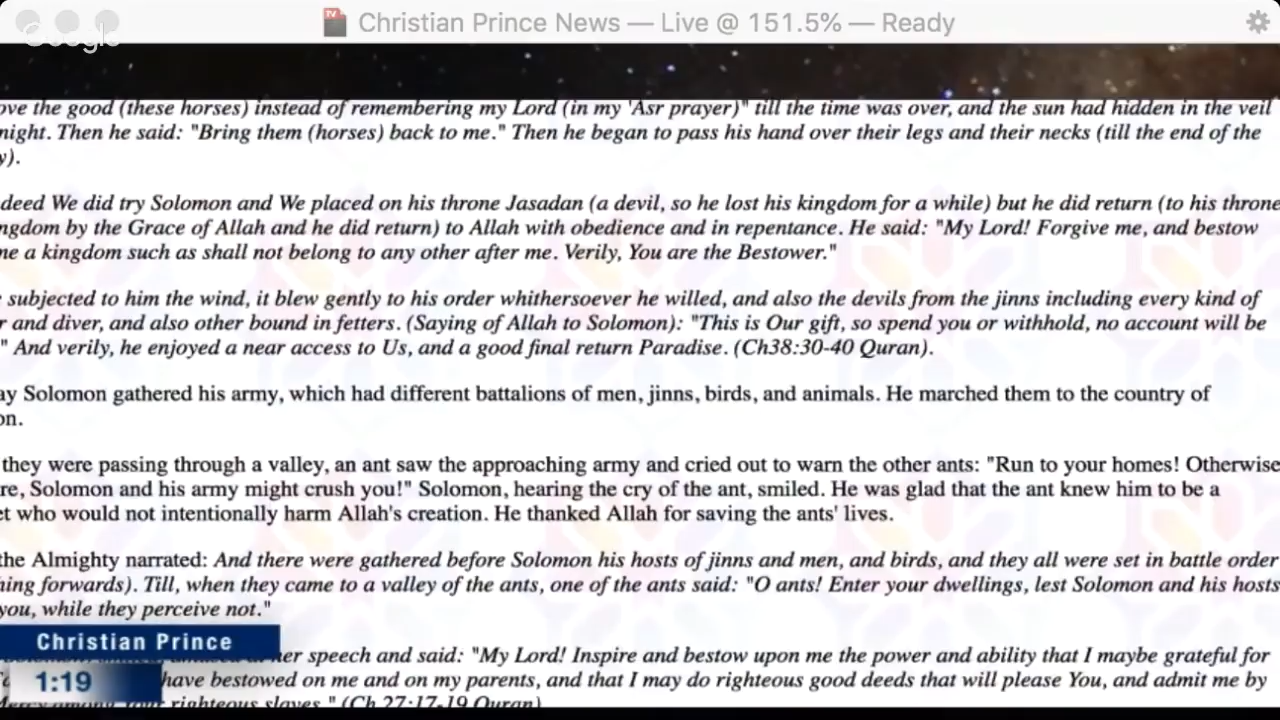 Christian Prince News — Live @ 151.5% — Ready
Google
ove the good (these horses) instead of remembering my Lord (in my 'Asr prayer)" till the time was over, and the sun had hidden in the veil
night. Then he said: "Bring them (horses) back to me." Then he began to pass his hand over their legs and their necks (till the end of the
y).
deed We did try Solomon and We placed on his throne Jasadan (a devil, so he lost his kingdom for a while) but he did return (to his throne
ngdom by the Grace of Allah and he did return) to Allah with obedience and in repentance. He said: "My Lord! Forgive me, and bestow
me a kingdom such as shall not belong to any other after me. Verily, You are the Bestower."
subjected to him the wind, it blew gently to his order whithersoever he willed, and also the devils from the jinns including every kind of
r and diver, and also other bound in fetters. (Saying of Allah to Solomon): "This is Our gift, so spend you or withhold, no account will be
" And verily, he enjoyed a near access to Us, and a good final return Paradise. (Ch38:30-40 Quran).
ay Solomon gathered his army, which had different battalions of men, jinns, birds, and animals. He marched them to the country of
on.
they were passing through a valley, an ant saw the approaching army and cried out to warn the other ants: "Run to your homes! Otherwise
re, Solomon and his army might crush you!" Solomon, hearing the cry of the ant, smiled. He was glad that the ant knew him to be a
et who would not intentionally harm Allah's creation. He thanked Allah for saving the ants' lives.
the Almighty narrated: And there were gathered before Solomon his hosts of jinns and men, and birds, and they all were set in battle order
hing forwards). Till, when they came to a valley of the ants, one of the ants said: "O ants! Enter your dwellings, lest Solomon and his hosts
you, while they perceive not."
Christian Prince
her speech and said: "My Lord! Inspire and bestow upon me the power and ability that I maybe grateful for
1:19
have bestowed on me and on my parents, and that I may do righteous good deeds that will please You, and admit me by
righteous slaves." (Ch 27:17-19 Quran)